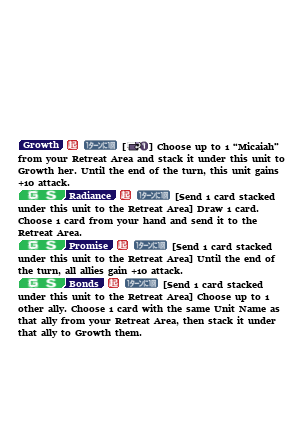 Growth 起 1ターンに1回 [1] Choose up to 1 “Micaiah”
from your Retreat Area and stack it under this unit to
Growth her. Until the end of the turn, this unit gains
+10 attack.
G S Radiance 起 1ターンに1回 [Send 1 card stacked
under this unit to the Retreat Area] Draw 1 card.
Choose 1 card from your hand and send it to the
Retreat Area.
G S Promise 起 1ターンに1回 [Send 1 card stacked
under this unit to the Retreat Area] Until the end of
the turn, all allies gain +10 attack.
G S Bonds 起 1ターンに1回 [Send 1 card stacked
under this unit to the Retreat Area] Choose up to 1
other ally. Choose 1 card with the same Unit Name as
that ally from your Retreat Area, then stack it under
that ally to Growth them.